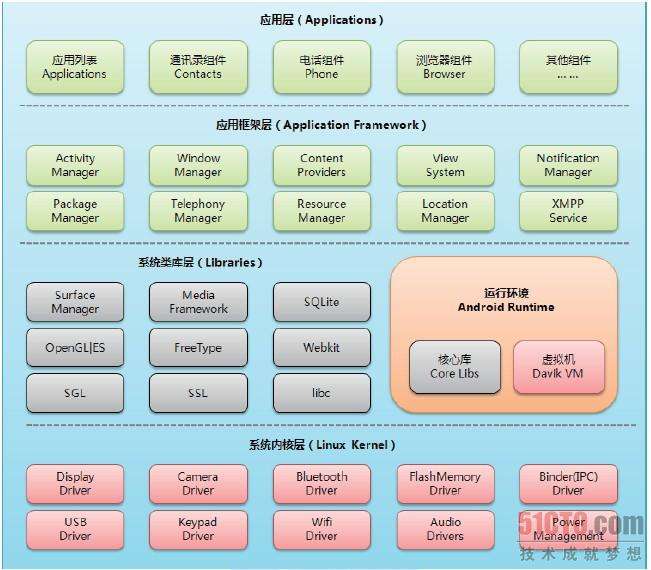 应用层(Applications)
应用列表
Applications
通讯录组件
Contacts
电话组件
Phone
浏览器组件
Browser
其他组件
... ...
应用框架层(Application Framework)
Activity
Manager
Window
Manager
Content
Providers
View
System
Notification
Manager
Package
Manager
Telephony
Manager
Resource
Manager
Location
Manager
XMPP
Service
系统类库层(Libraries)
Surface
Manager
Media
Framework
SQLite
OpenGL|ES
FreeType
Webkit
SGL
SSL
libc
运行环境
Android Runtime
核心库
Core Libs
虚拟机
Davik VM
系统内核层(Linux Kernel)
Display
Driver
Camera
Driver
Bluetooth
Driver
FlashMemory
Driver
Binder(IPC)
Driver
USB
Driver
Keypad
Driver
Wifi
Driver
Audio
Drivers
Power
Management
51CTO.com
技术成就梦想